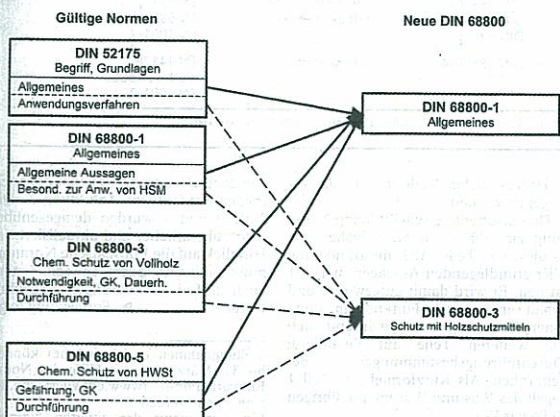 Gültige Normen
Neue DIN 68800
DIN 52175
Begriff, Grundlagen
Allgemeines
Anwendungsverfahren
DIN 68800-1
Allgemeines
Allgemeine Aussagen
Besond. zur Anw. von HSM
DIN 68800-3
Chem. Schutz von Vollholz
Notwendigkeit, GK, Dauerh.
Durchführung
DIN 68800-5
Chem. Schutz von HWSt
Gefährung, GK
Durchführung
DIN 68800-1
Allgemeines
DIN 68800-3
Schutz mit Holzschutzmitteln